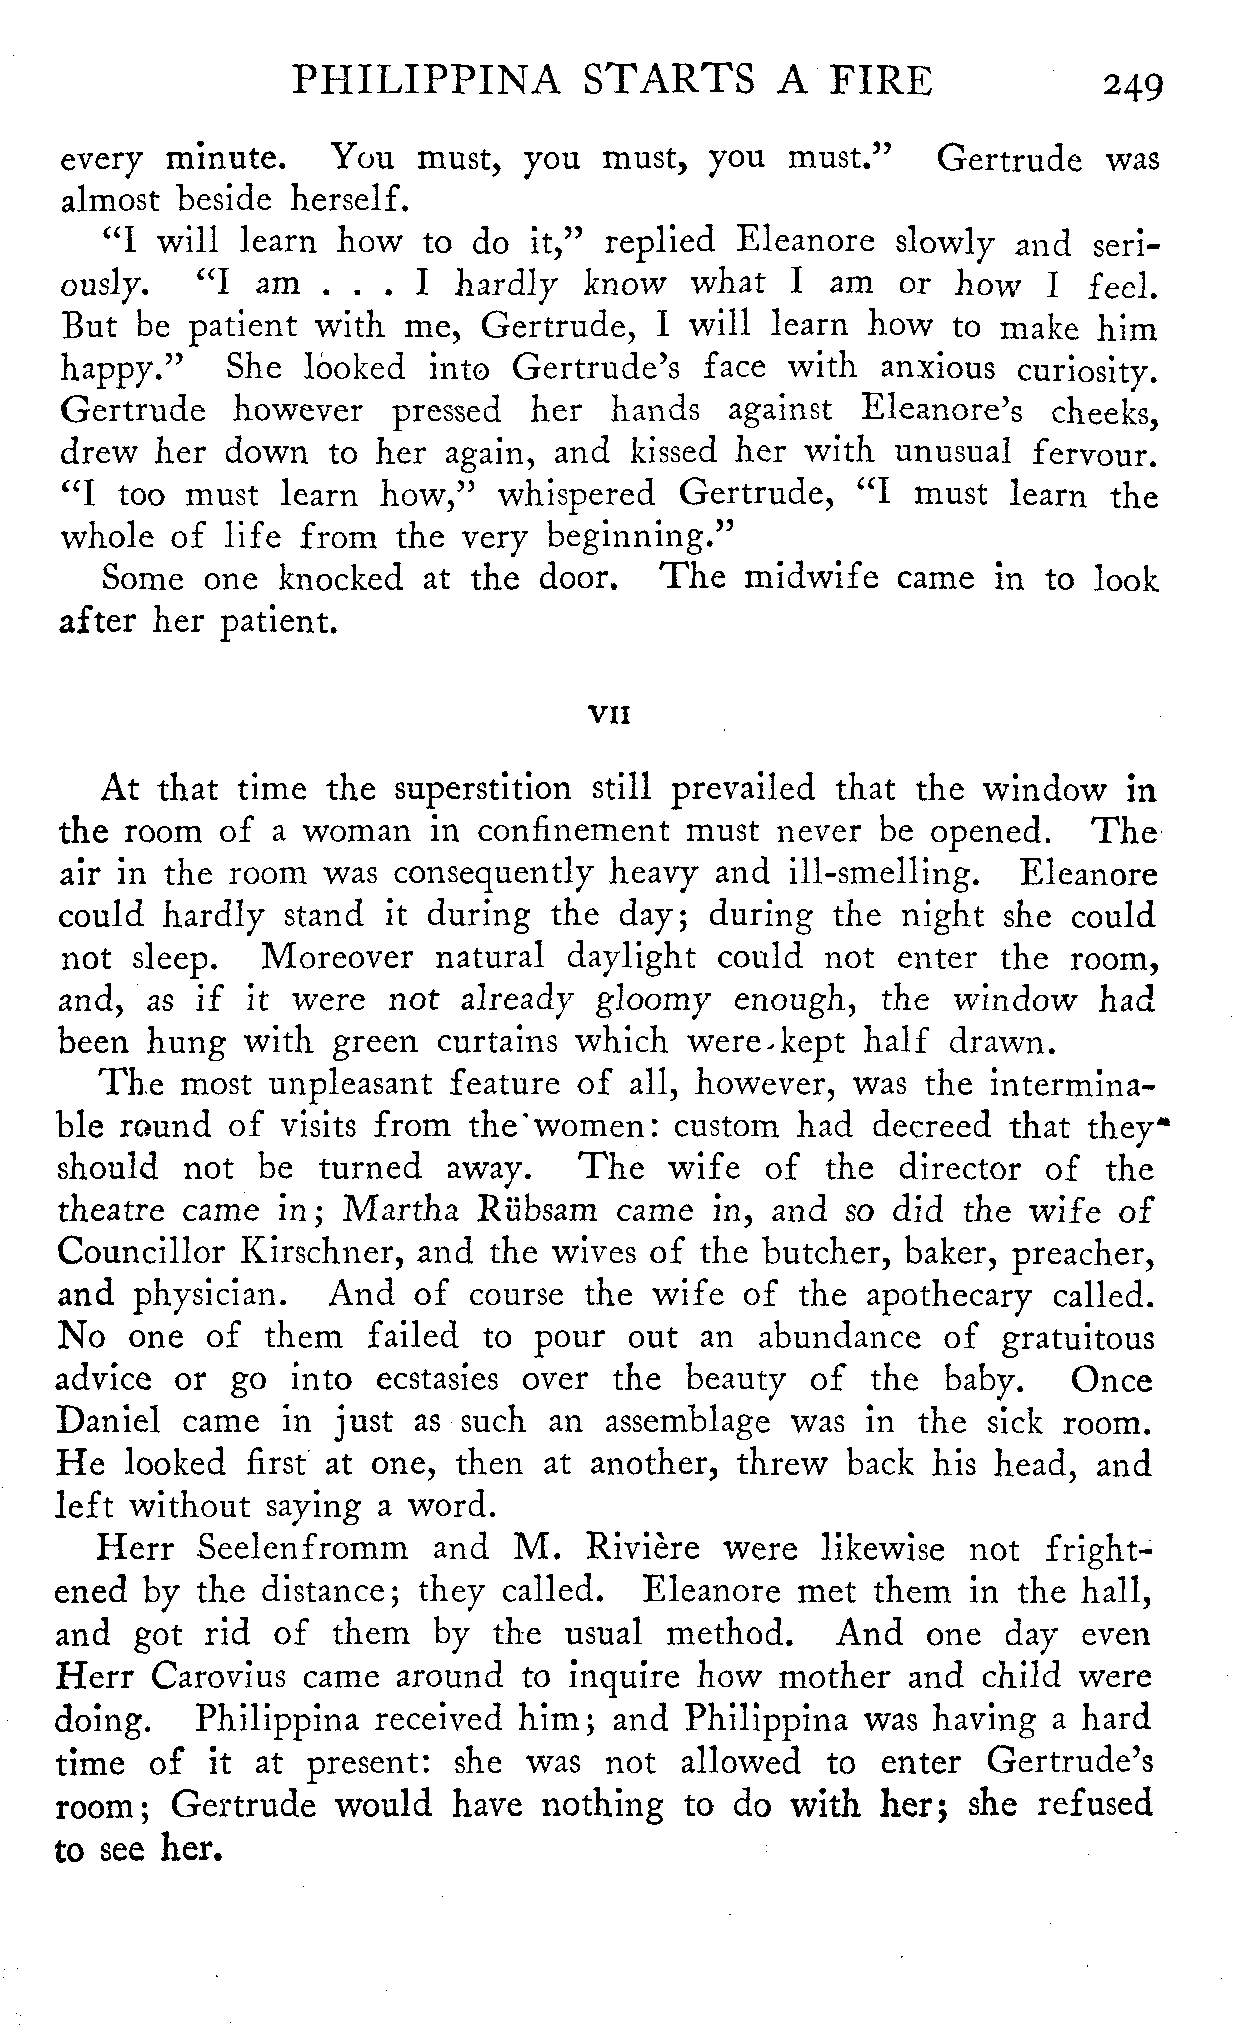 PHILIPPINA STARTS A FIRE 249
every minute. You must, you must, you must.” Gertrude was
almost beside herself.
“I will learn how to do it,” replied Eleanore slowly and seri-
ously. “I am . . . I hardly know what I am or how I feel.
But be patient with me, Gertrude, I will learn how to make him
happy.” She looked into Gertrude’s face with anxious curiosity.
Gertrude however pressed her hands against Eleanore’s cheeks,
drew her down to her again, and kissed her with unusual fervour.
“I too must learn how,” whispered Gertrude, “I must learn the
whole of life from the very beginning.”
Some one knocked at the door. The midwife came in to look
after her patient.
VII
At that time the superstition still prevailed that the window in
the room of a woman in confinement must never be opened. The
air in the room was consequently heavy and ill-smelling. Eleanore
could hardly stand it during the day; during the night she could
not sleep. Moreover natural daylight could not enter the room,
and, as if it were not already gloomy enough, the window had
been hung with green curtains which were kept half drawn.
The most unpleasant feature of all, however, was the intermina-
ble round of visits from the women: custom had decreed that they
should not be turned away. The wife of the director of the
theatre came in; Martha Rübsam came in, and so did the wife of
Councillor Kirschner, and the wives of the butcher, baker, preacher,
and physician. And of course the wife of the apothecary called.
No one of them failed to pour out an abundance of gratuitous
advice or go into ecstasies over the beauty of the baby. Once
Daniel came in just as such an assemblage was in the sick room.
He looked first at one, then at another, threw back his head, and
left without saying a word.
Herr Seelenfromm and M. Rivière were likewise not fright-
ened by the distance; they called. Eleanore met them in the hall,
and got rid of them by the usual method. And one day even
Herr Carovius came around to inquire how mother and child were
doing. Philippina received him; and Philippina was having a hard
time of it at present: she was not allowed to enter Gertrude’s
room; Gertrude would have nothing to do with her; she refused
to see her.